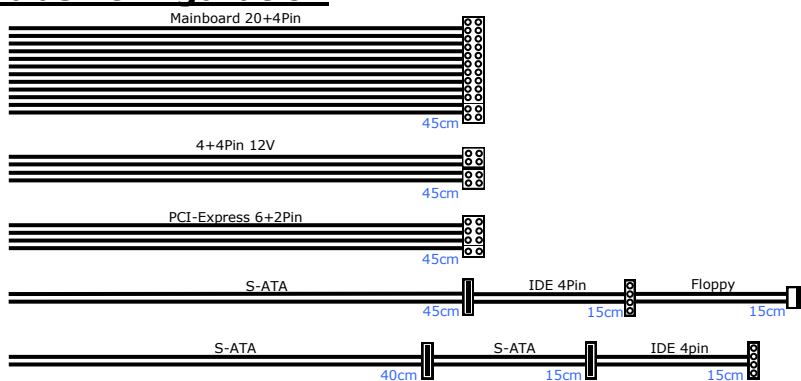 Mainboard 20+4Pin
45cm
4+4Pin 12V
45cm
PCI-Express 6+2Pin
45cm
S-ATA IDE 4Pin Floppy
45cm 15cm 15cm
S-ATA S-ATA IDE 4pin
40cm 15cm 15cm